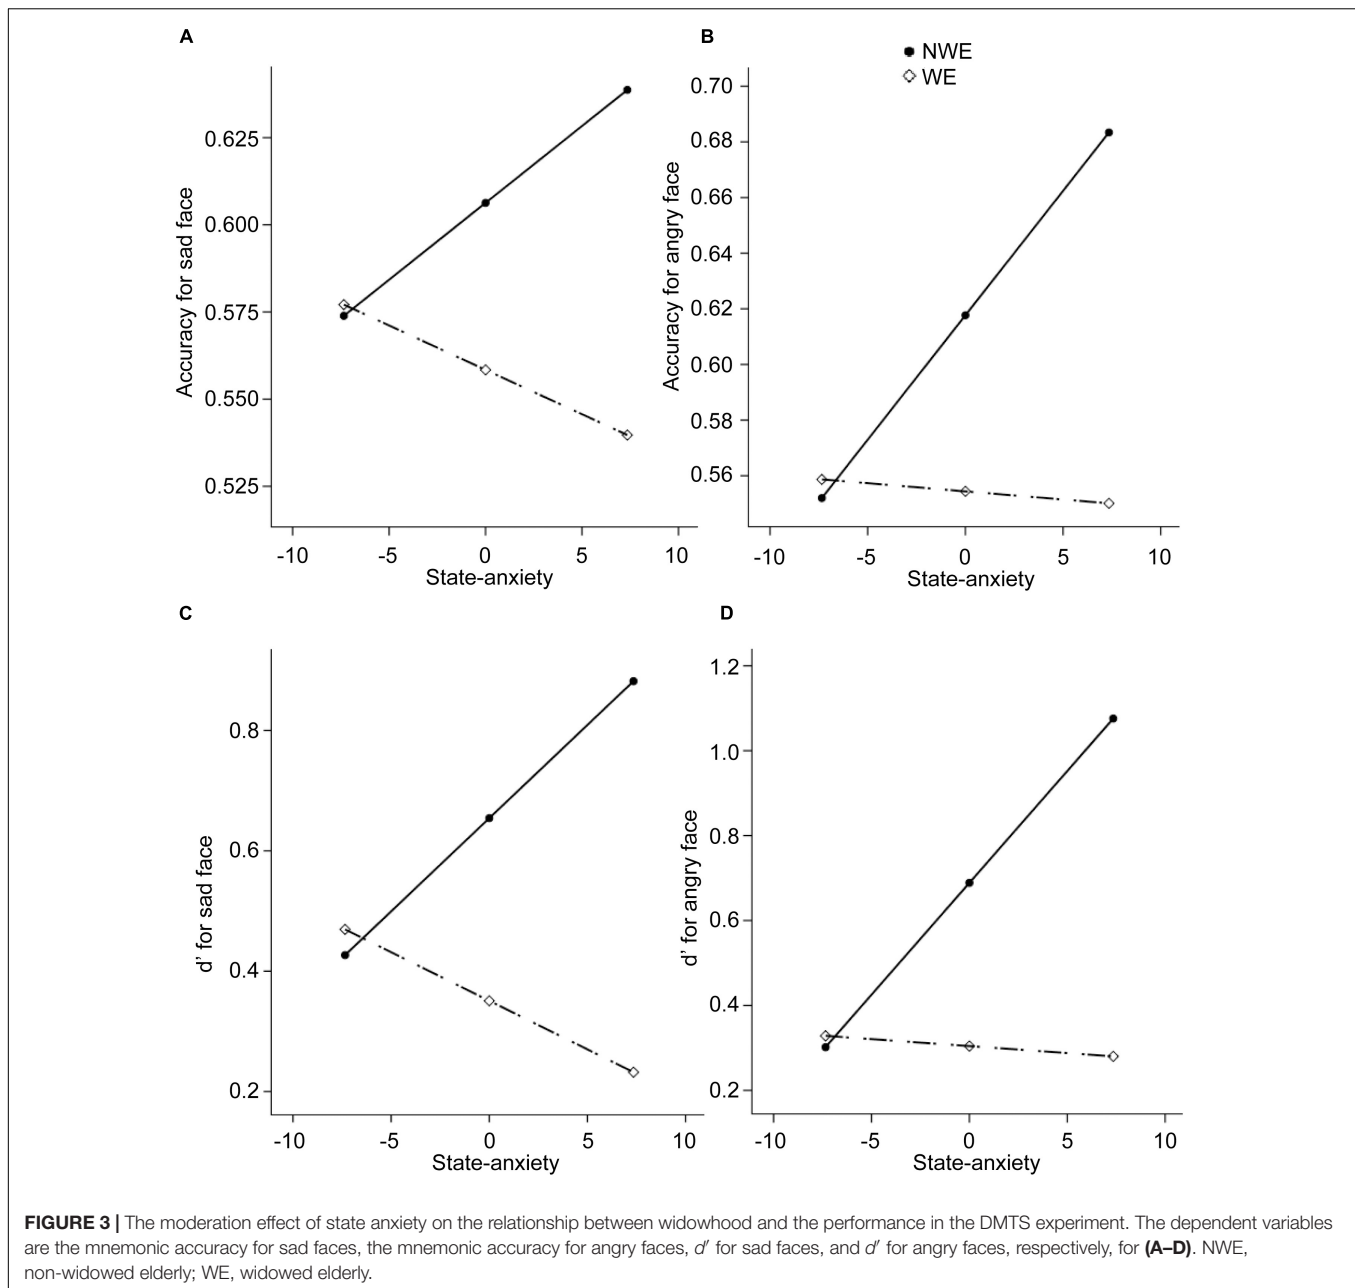 A
0.625
0.600
0.575
0.550
0.525
Accuracy for sad face
-10 -5 0 5 10
State-anxiety
B
NWE
WE
0.70
0.68
0.66
0.64
0.62
0.60
0.58
0.56
Accuracy for angry face
-10 -5 0 5 10
State-anxiety
C
0.8
0.6
0.4
0.2
d' for sad face
-10 -5 0 5 10
State-anxiety
D
1.2
1.0
0.8
0.6
0.4
0.2
d' for angry face
-10 -5 0 5 10
State-anxiety
FIGURE 3 | The moderation effect of state anxiety on the relationship between widowhood and the performance in the DMTS experiment. The dependent variables
are the mnemonic accuracy for sad faces, the mnemonic accuracy for angry faces, d′ for sad faces, and d′ for angry faces, respectively, for (A–D). NWE,
non-widowed elderly; WE, widowed elderly.